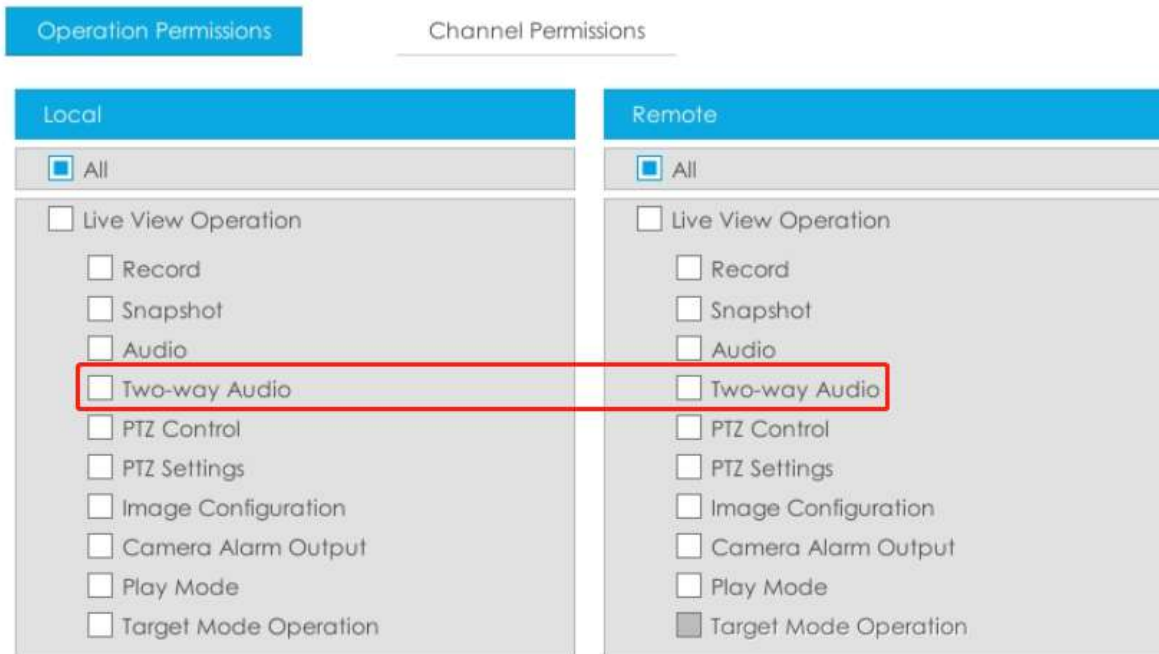 Operation Permissions
Channel Permissions
Local
All
Live View Operation
Record
Snapshot
Audio
Two-way Audio
PTZ Control
PTZ Settings
Image Configuration
Camera Alarm Output
Play Mode
Target Mode Operation
Remote
All
Live View Operation
Record
Snapshot
Audio
Two-way Audio
PTZ Control
PTZ Settings
Image Configuration
Camera Alarm Output
Play Mode
Target Mode Operation